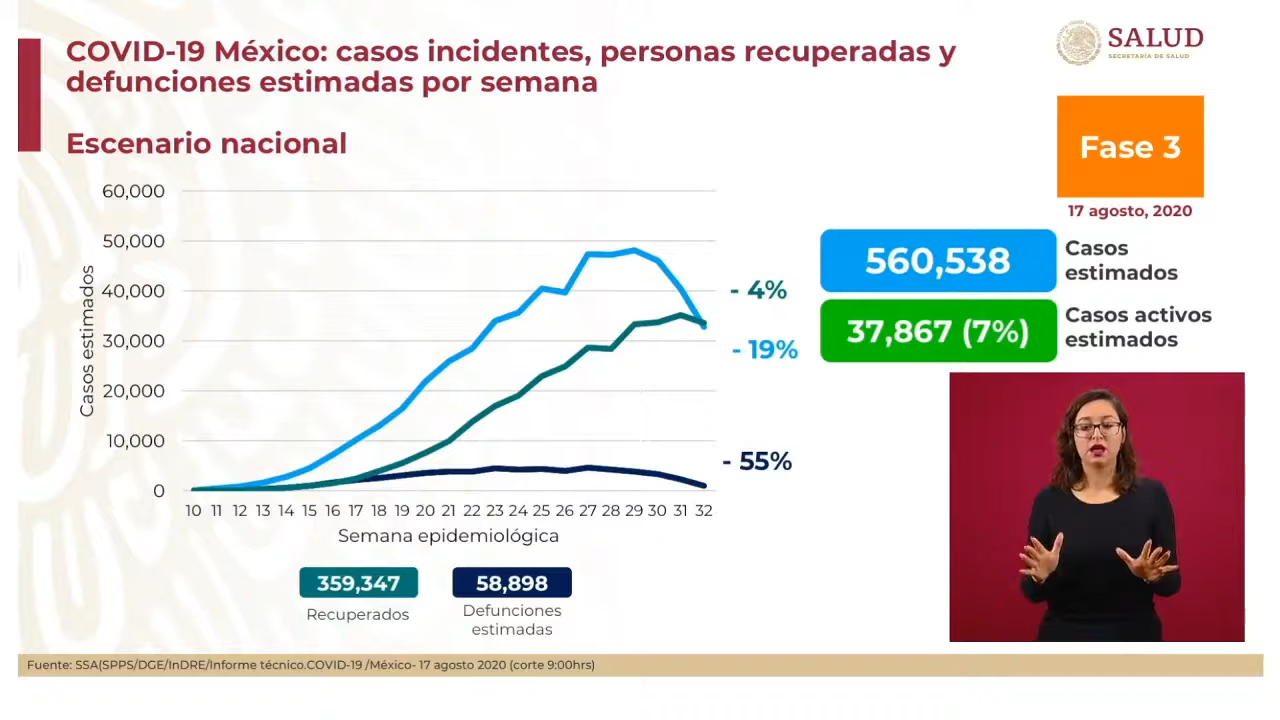 COVID-19 México: casos incidentes, personas recuperadas y
defunciones estimadas por semana
Escenario nacional
SALUD
SECRETARÍA DE SALUD
Fase 3
17 agosto, 2020
60,000
50,000
40,000
30,000
20,000
10,000
0
Casos estimados
10 11 12 13 14 15 16 17 18 19 20 21 22 23 24 25 26 27 28 29 30 31 32
Semana epidemiológica
- 4%
- 19%
- 55%
560,538
Casos
estimados
37,867 (7%)
Casos activos
estimados
359,347
Recuperados
58,898
Defunciones
estimadas
Fuente: SSA(SPPS/DGE/InDRE/Informe técnico.COVID-19 /México- 17 agosto 2020 (corte 9:00hrs)